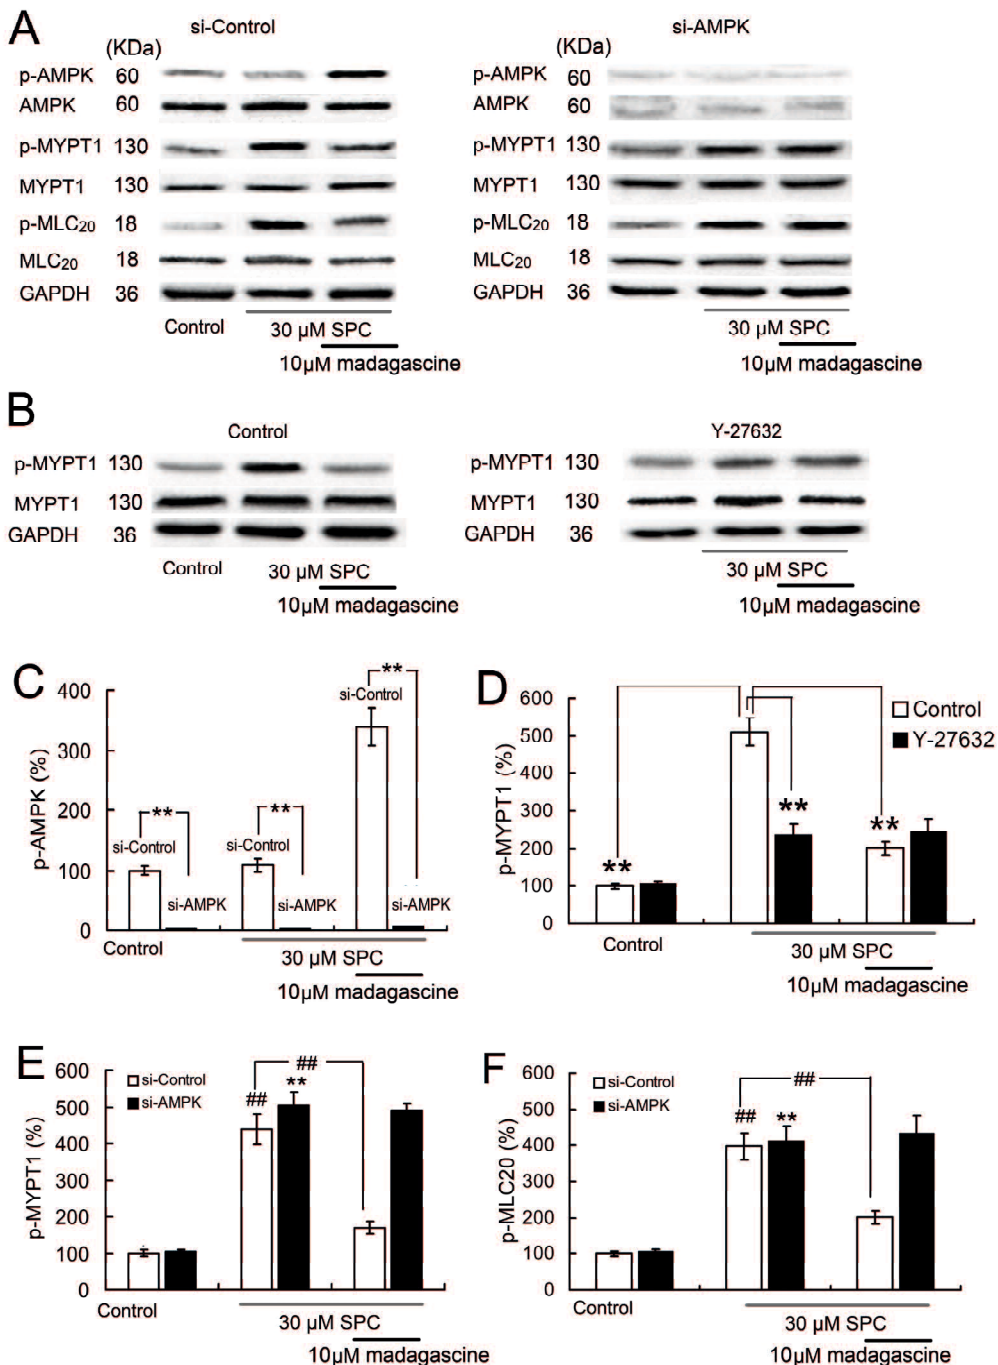 A
si-Control
si-AMPK
(KDa)
(KDa)
p-AMPK 60
p-AMPK 60
AMPK 60
AMPK 60
p-MYPT1 130
p-MYPT1 130
MYPT1 130
MYPT1 130
p-MLC20 18
p-MLC20 18
MLC20 18
MLC20 18
GAPDH 36
GAPDH 36
Control 30 µM SPC
30 µM SPC
10µM madagascine
10µM madagascine
B
Control
Y-27632
p-MYPT1 130
p-MYPT1 130
MYPT1 130
MYPT1 130
GAPDH 36
GAPDH 36
Control 30 µM SPC
30 µM SPC
10µM madagascine
10µM madagascine
C
p-AMPK (%)
400
300
200
100
0
**
si-Control
si-AMPK
**
si-Control
si-AMPK
**
si-Control
si-AMPK
Control
30 µM SPC
10µM madagascine
D
p-MYPT1 (%)
600
500
400
300
200
100
0
Control
Y-27632
**
**
**
Control
30 µM SPC
10µM madagascine
E
p-MYPT1 (%)
600
500
400
300
200
100
0
si-Control
si-AMPK
##
##
**
Control
30 µM SPC
10µM madagascine
F
p-MLC20 (%)
600
500
400
300
200
100
0
si-Control
si-AMPK
##
##
**
Control
30 µM SPC
10µM madagascine